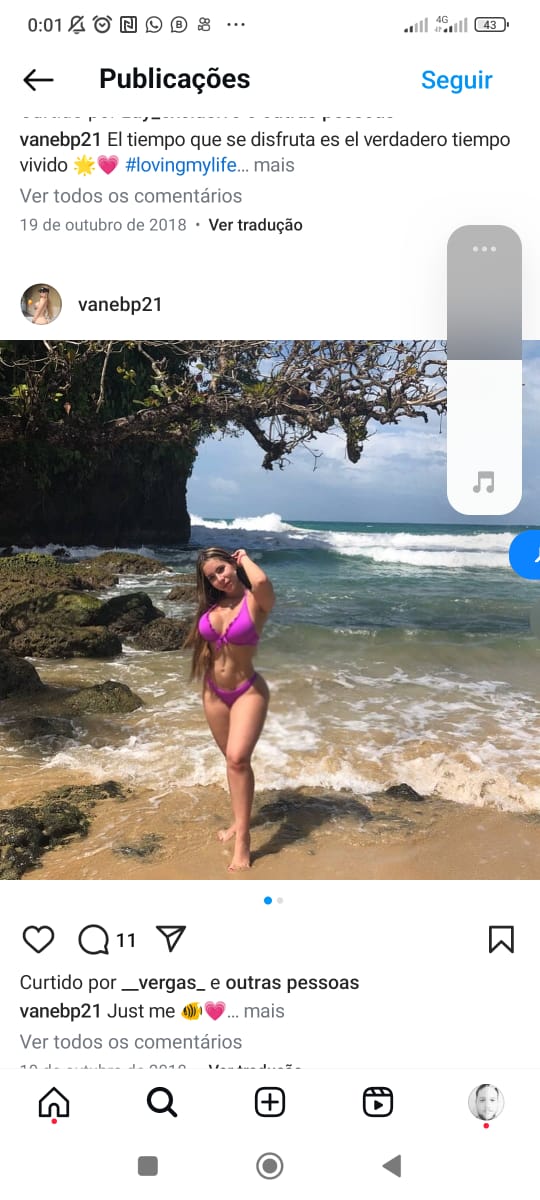 0:01
4G
43
Publicações
Seguir
vanebp21 El tiempo que se disfruta es el verdadero tiempo
vivido 🌟💗 #lovingmylife... mais
Ver todos os comentários
19 de outubro de 2018 • Ver tradução
vanebp21
11
Curtido por __vergas_ e outras pessoas
vanebp21 Just me 🐠💗... mais
Ver todos os comentários